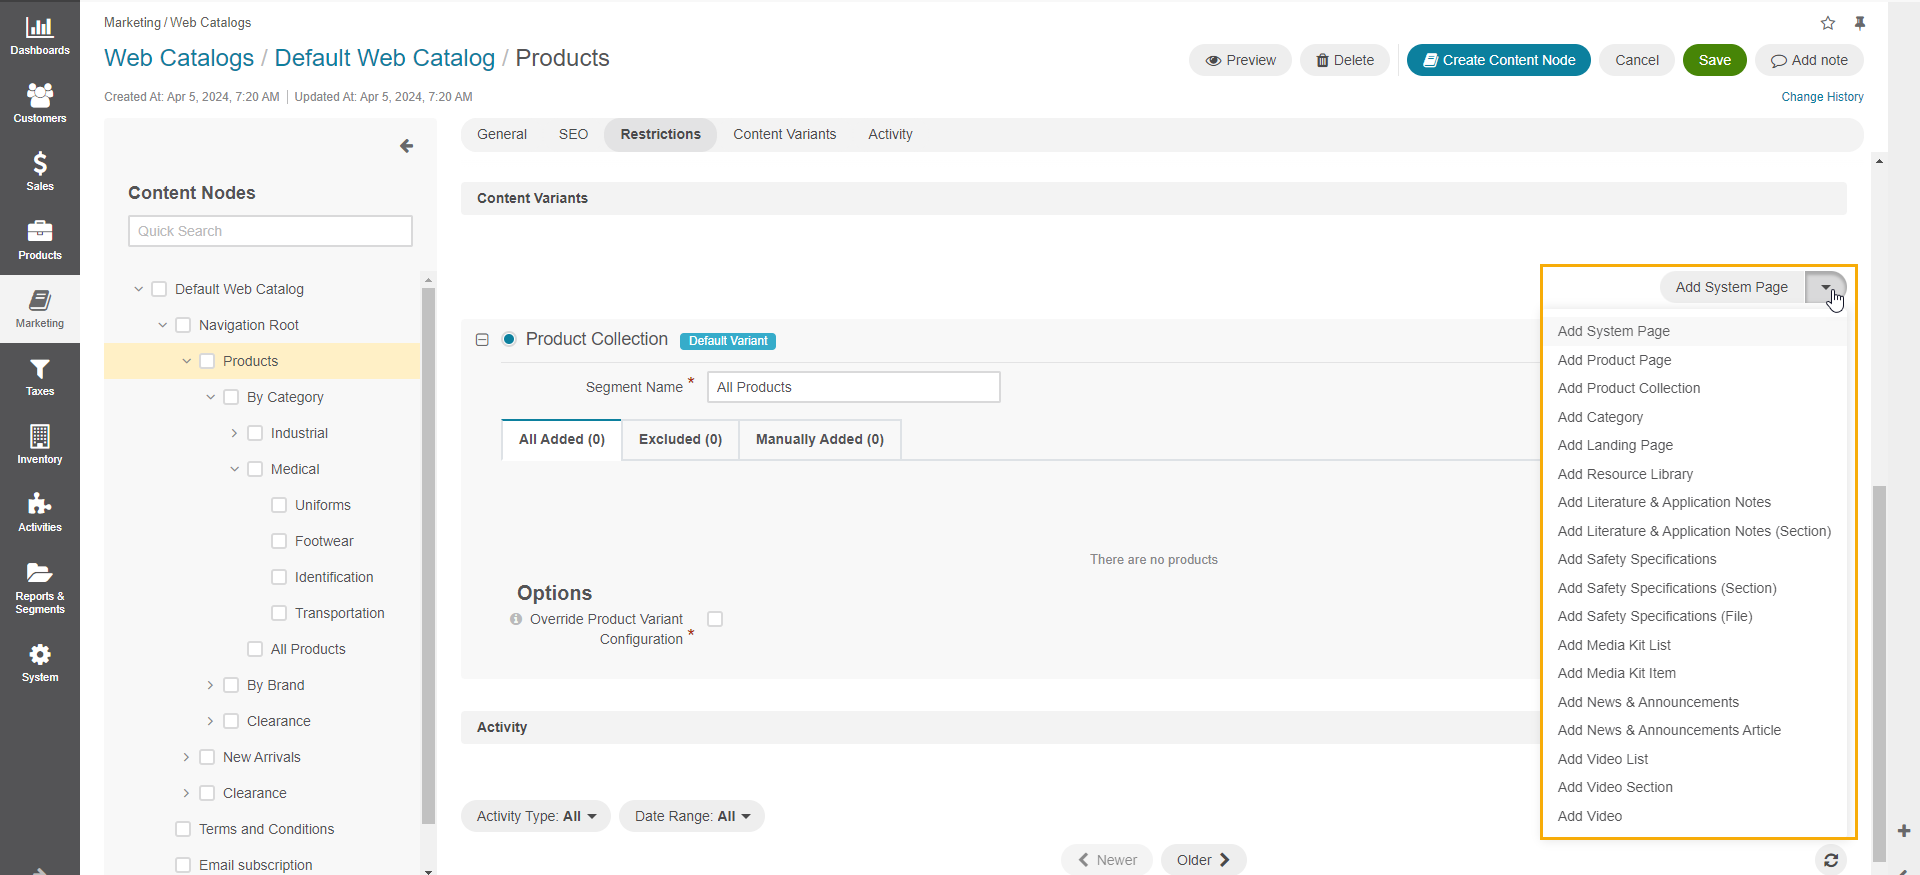 Dashboards
Customers
Sales
Products
Marketing
Taxes
Inventory
Activities
Reports &
Segments
System
Marketing / Web Catalogs
Web Catalogs / Default Web Catalog / Products
Preview
Delete
Create Content Node
Cancel
Save
Add note
Created At: Apr 5, 2024, 7:20 AM
Updated At: Apr 5, 2024, 7:20 AM
Change History
Content Nodes
Quick Search
Default Web Catalog
Navigation Root
Products
By Category
Industrial
Medical
Uniforms
Footwear
Identification
Transportation
All Products
By Brand
Clearance
New Arrivals
Clearance
Terms and Conditions
Email subscription
General
SEO
Restrictions
Content Variants
Activity
Content Variants
Add System Page
Product Collection
Default Variant
Segment Name *
All Products
All Added (0)
Excluded (0)
Manually Added (0)
There are no products
Options
Override Product Variant
Configuration *
Activity
Activity Type: All
Date Range: All
Newer
Older
Add System Page
Add Product Page
Add Product Collection
Add Category
Add Landing Page
Add Resource Library
Add Literature & Application Notes
Add Literature & Application Notes (Section)
Add Safety Specifications
Add Safety Specifications (Section)
Add Safety Specifications (File)
Add Media Kit List
Add Media Kit Item
Add News & Announcements
Add News & Announcements Article
Add Video List
Add Video Section
Add Video